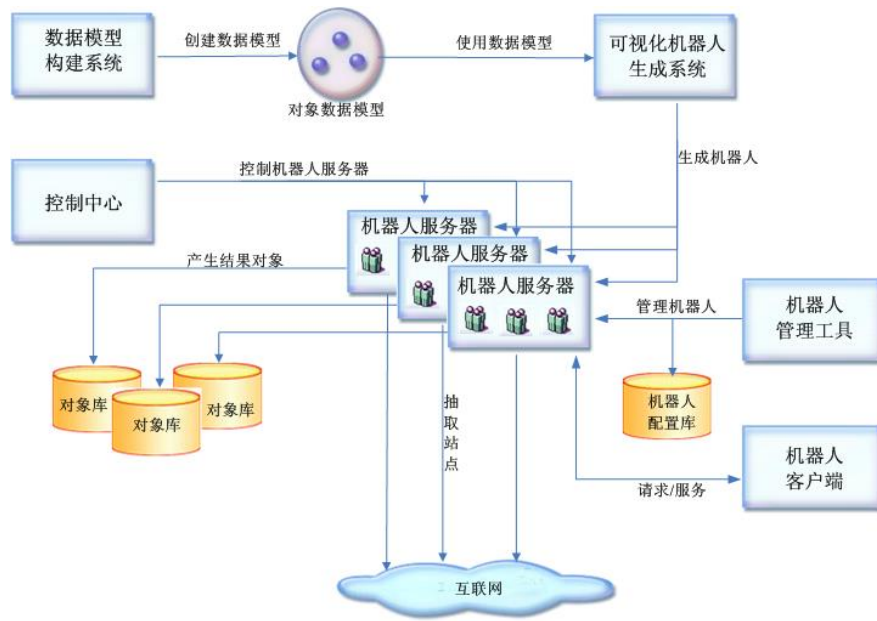 数据模型
构建系统
创建数据模型
使用数据模型
可视化机器人
生成系统
对象数据模型
生成机器人
控制中心
控制机器人服务器
机器人服务器
机器人服务器
机器人服务器
产生结果对象
管理机器人
机器人
管理工具
对象库
对象库
对象库
机器人
配置库
抽取站点
请求/服务
机器人
客户端
互联网